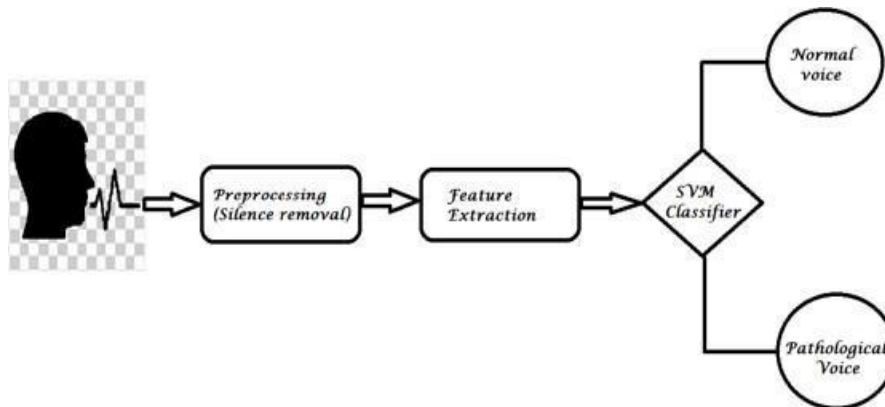 Normal
voice
Preprocessing
(Silence removal)
Feature
Extraction
SVM
Classifier
Pathological
Voice